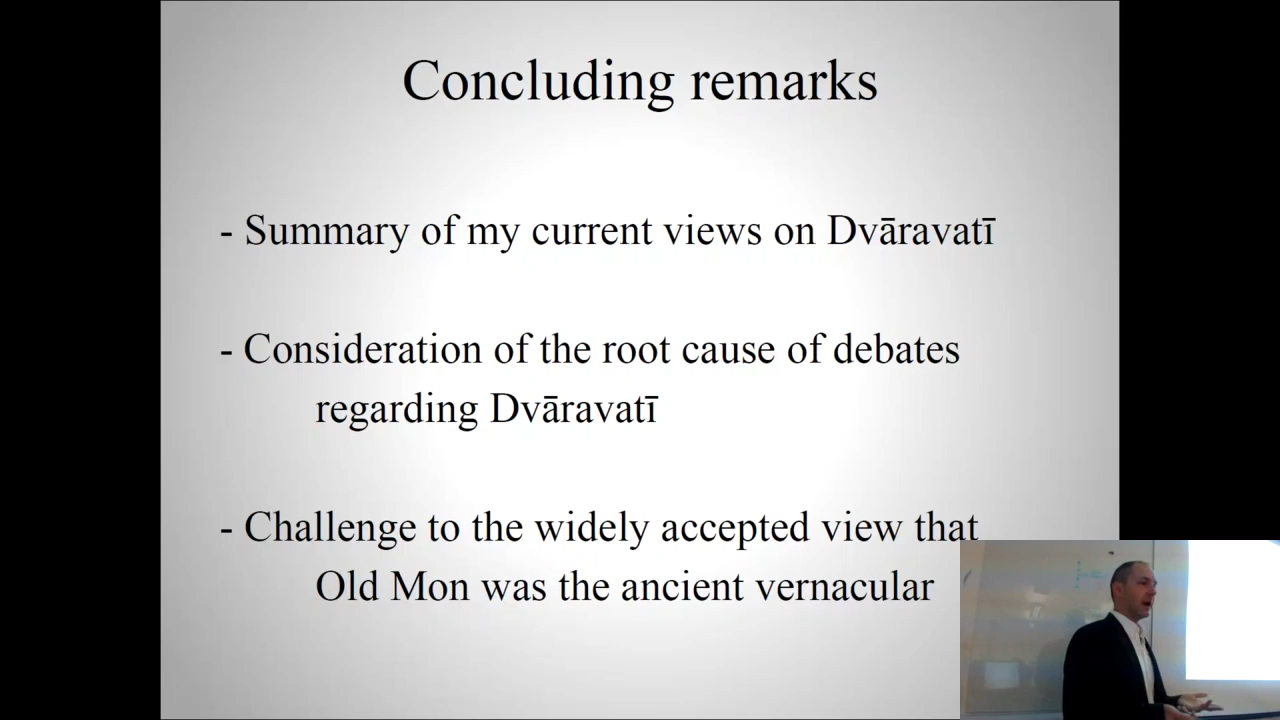 Concluding remarks
- Summary of my current views on Dvāravatī
- Consideration of the root cause of debates
regarding Dvāravatī
- Challenge to the widely accepted view that
Old Mon was the ancient vernacular